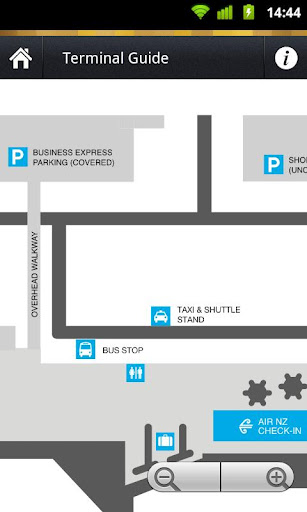 14:44
Terminal Guide
P BUSINESS EXPRESS
PARKING (COVERED)
P SHO
(UNC
OVERHEAD WALKWAY
TAXI & SHUTTLE
STAND
BUS STOP
AIR NZ
CHECK-IN